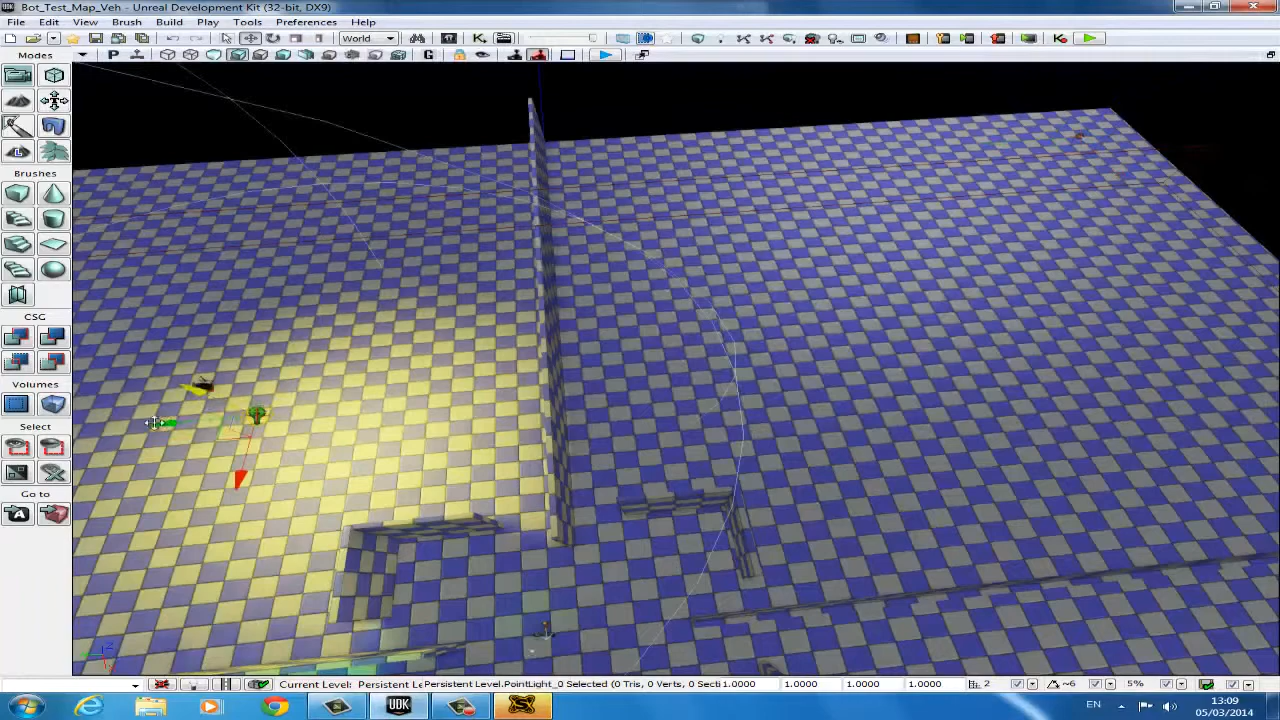 Bot_Test_Map_Veh - Unreal Development Kit (32-bit, DX9)
File Edit View Brush Build Play Tools Preferences Help
World
P G
Modes
L
Brushes
CSG
Volumes
Select
Go to
A
Current Level: Persistent Le Persistent Level.PointLight_0 Selected (0 Tris, 0 Verts, 0 Secti 1.0000 1.0000 1.0000 1.0000 2 ~6 5%
UDK EN 13:09
05/03/2014